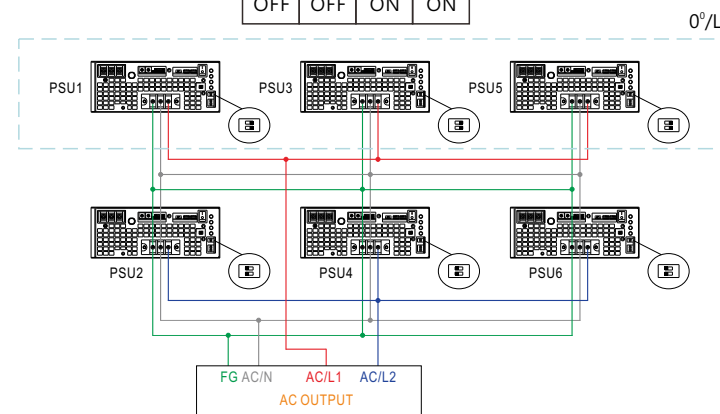 OFF OFF ON ON
0°/L
PSU1 PSU3 PSU5
PSU2 PSU4 PSU6
FG AC/N AC/L1 AC/L2
AC OUTPUT